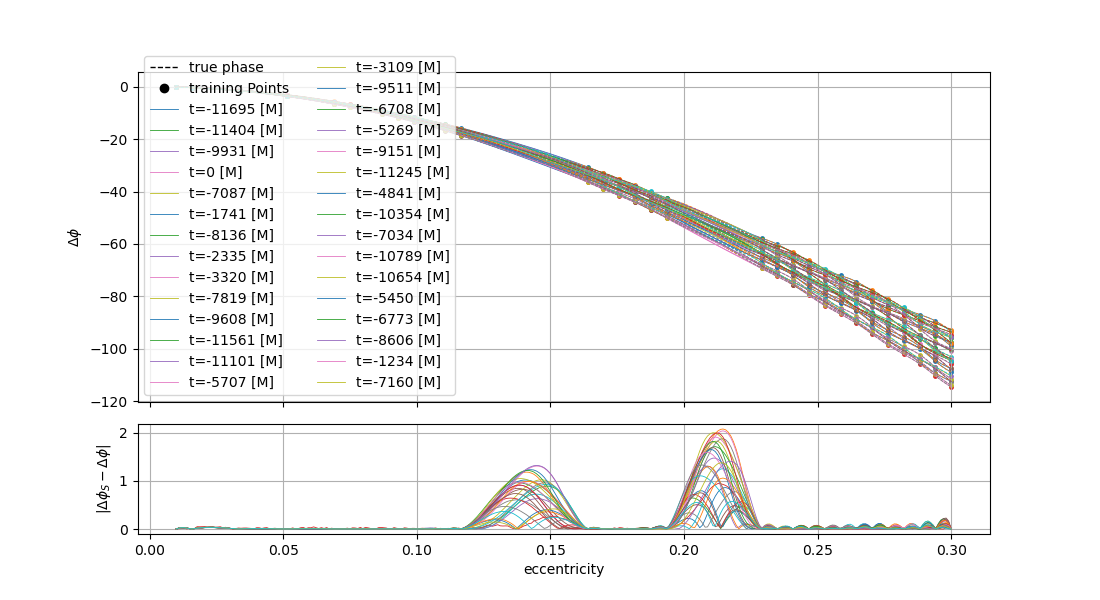 true phase
training Points
t=-11695 [M]
t=-11404 [M]
t=-9931 [M]
t=0 [M]
t=-7087 [M]
t=-1741 [M]
t=-8136 [M]
t=-2335 [M]
t=-3320 [M]
t=-7819 [M]
t=-9608 [M]
t=-11561 [M]
t=-11101 [M]
t=-5707 [M]
t=-3109 [M]
t=-9511 [M]
t=-6708 [M]
t=-5269 [M]
t=-9151 [M]
t=-11245 [M]
t=-4841 [M]
t=-10354 [M]
t=-7034 [M]
t=-10789 [M]
t=-10654 [M]
t=-5450 [M]
t=-6773 [M]
t=-8606 [M]
t=-1234 [M]
t=-7160 [M]
0
−20
−40
−60
−80
−100
−120
Δϕ
2
1
0
|Δϕ_S − Δϕ|
0.00 0.05 0.10 0.15 0.20 0.25 0.30
eccentricity